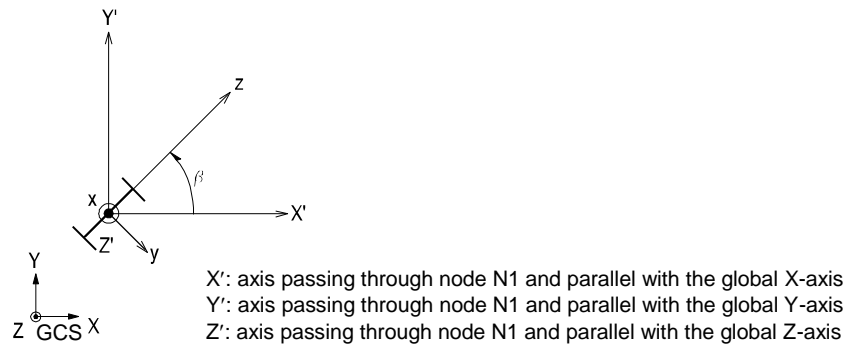 Y'
z
β
x
X'
Z'
y
Y
Z GCS X
X′: axis passing through node N1 and parallel with the global X-axis
Y′: axis passing through node N1 and parallel with the global Y-axis
Z′: axis passing through node N1 and parallel with the global Z-axis